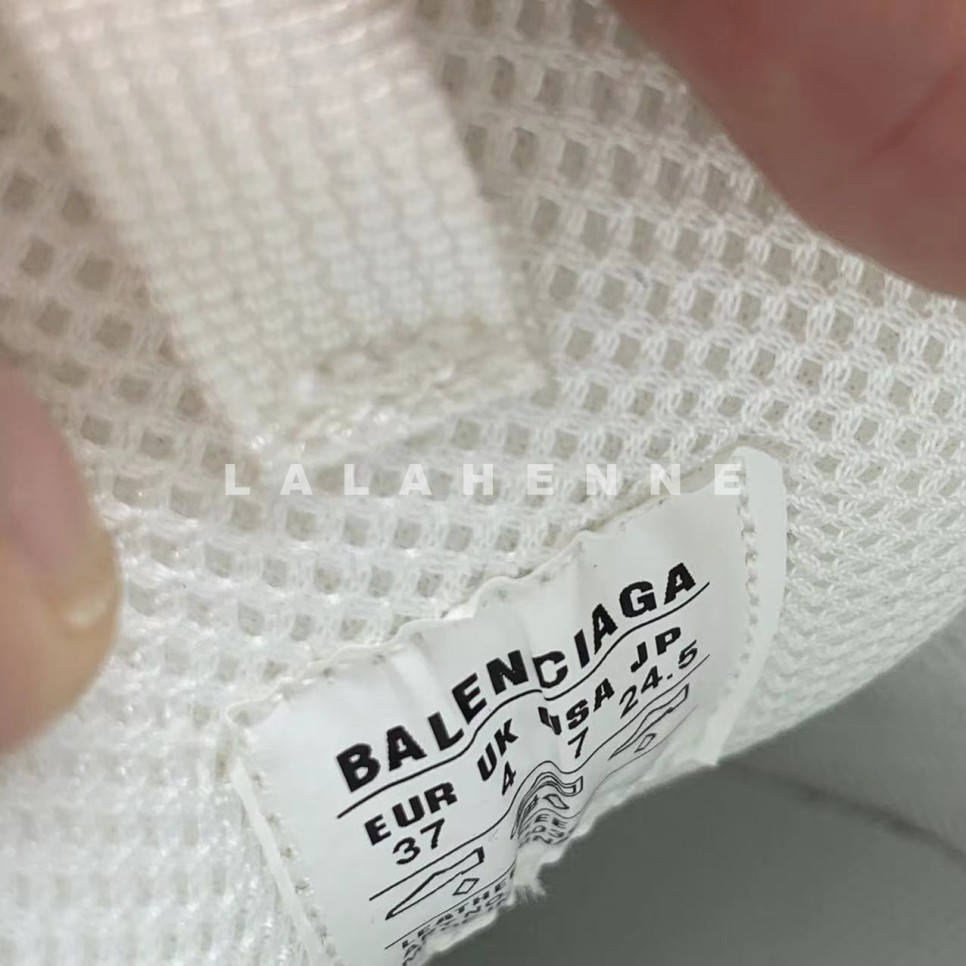 LALAHENNE
BALENCIAGA
EUR UK USA JP
37 4 7 24.5